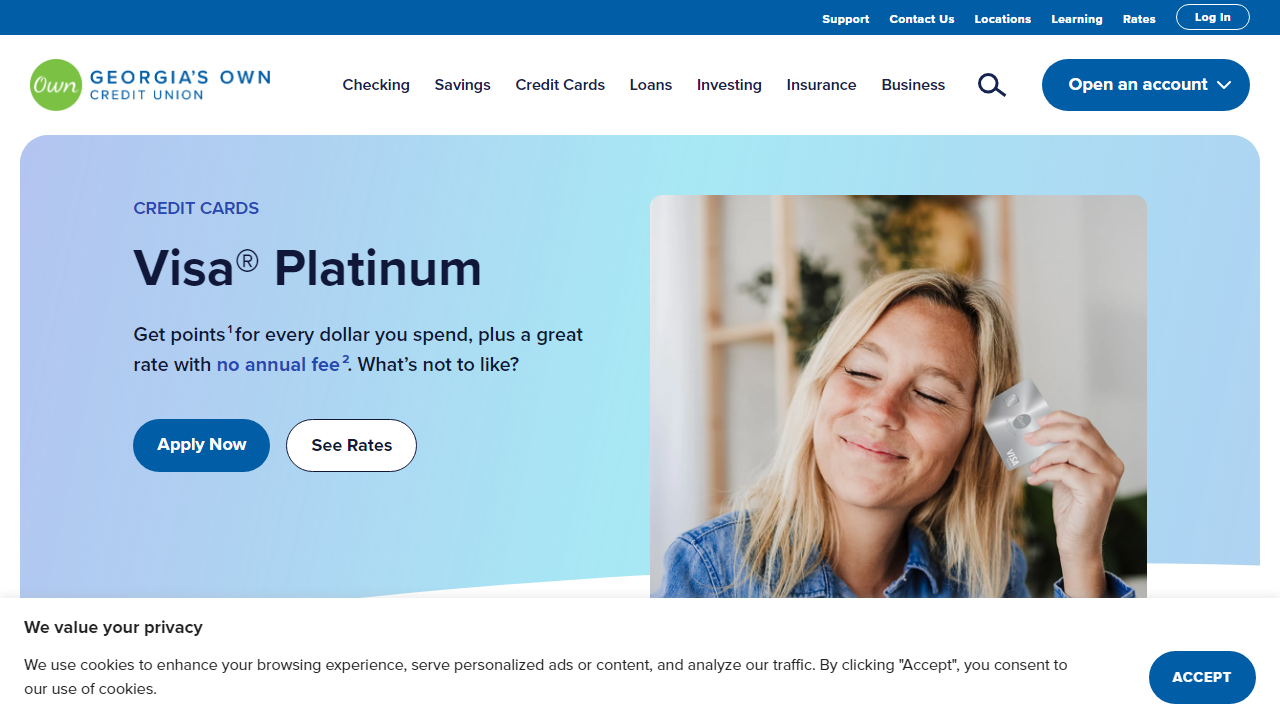 Support Contact Us Locations Learning Rates Log In
Own GEORGIA'S OWN
CREDIT UNION
Checking Savings Credit Cards Loans Investing Insurance Business Open an account
CREDIT CARDS
Visa® Platinum
Get points¹ for every dollar you spend, plus a great
rate with no annual fee². What's not to like?
Apply Now See Rates
VISA
We value your privacy
We use cookies to enhance your browsing experience, serve personalized ads or content, and analyze our traffic. By clicking "Accept", you consent to
our use of cookies.
ACCEPT